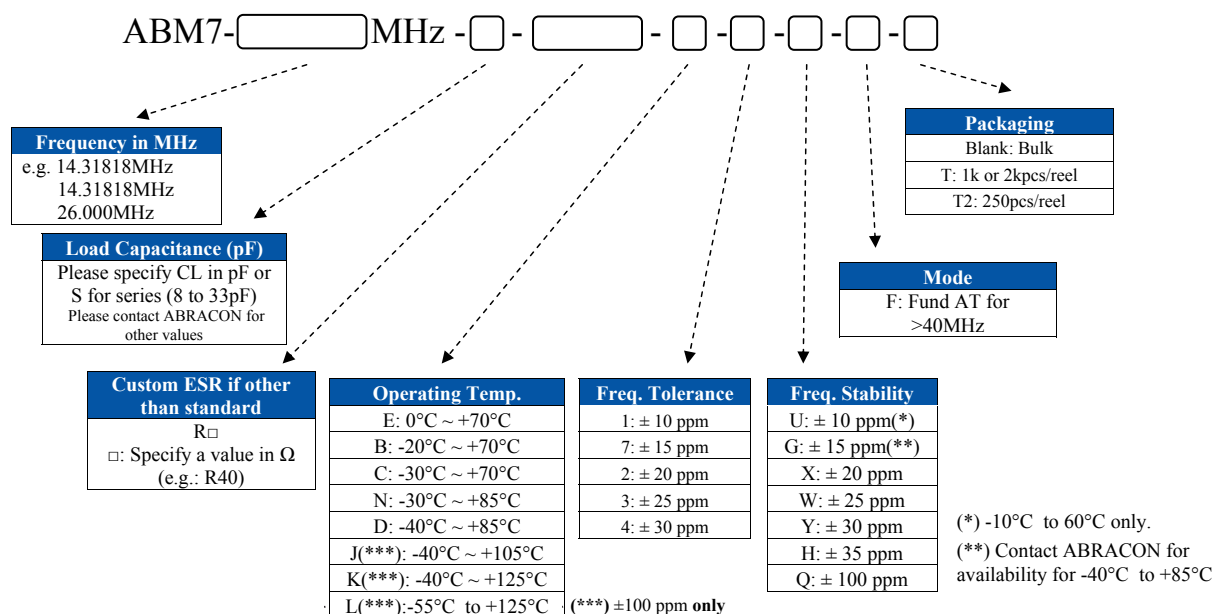 ABM7- MHz - - - - - - -
Frequency in MHz
e.g. 14.31818MHz
14.31818MHz
26.000MHz
Packaging
Blank: Bulk
T: 1k or 2kpcs/reel
T2: 250pcs/reel
Load Capacitance (pF)
Please specify CL in pF or
S for series (8 to 33pF)
Please contact ABRACON for
other values
Mode
F: Fund AT for
>40MHz
Custom ESR if other
than standard
R□
□: Specify a value in Ω
(e.g.: R40)
Operating Temp.
E: 0°C ~ +70°C
B: -20°C ~ +70°C
C: -30°C ~ +70°C
N: -30°C ~ +85°C
D: -40°C ~ +85°C
J(***): -40°C ~ +105°C
K(***): -40°C ~ +125°C
L(***):-55°C to +125°C
(***) ±100 ppm only
Freq. Tolerance
1: ± 10 ppm
7: ± 15 ppm
2: ± 20 ppm
3: ± 25 ppm
4: ± 30 ppm
Freq. Stability
U: ± 10 ppm(*)
G: ± 15 ppm(**)
X: ± 20 ppm
W: ± 25 ppm
Y: ± 30 ppm
H: ± 35 ppm
Q: ± 100 ppm
(*) -10°C to 60°C only.
(**) Contact ABRACON for
availability for -40°C to +85°C